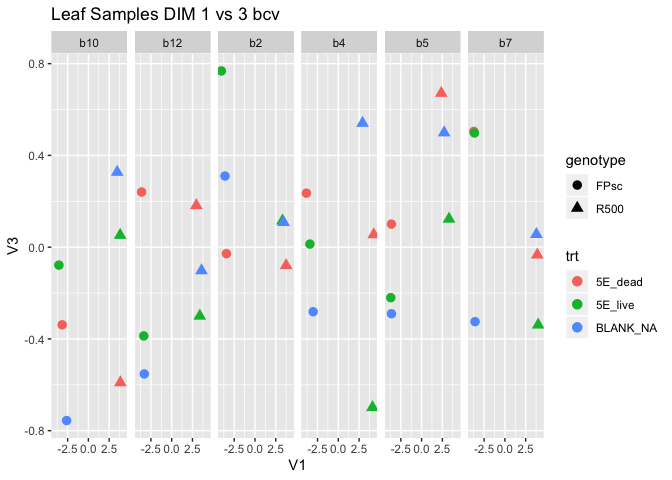 Leaf Samples DIM 1 vs 3 bcv
b10 b12 b2 b4 b5 b7
0.8
0.4
0.0
-0.4
-0.8
V3
-2.5 0.0 2.5 -2.5 0.0 2.5 -2.5 0.0 2.5 -2.5 0.0 2.5 -2.5 0.0 2.5 -2.5 0.0 2.5
V1
genotype
FPsc
R500
trt
5E_dead
5E_live
BLANK_NA